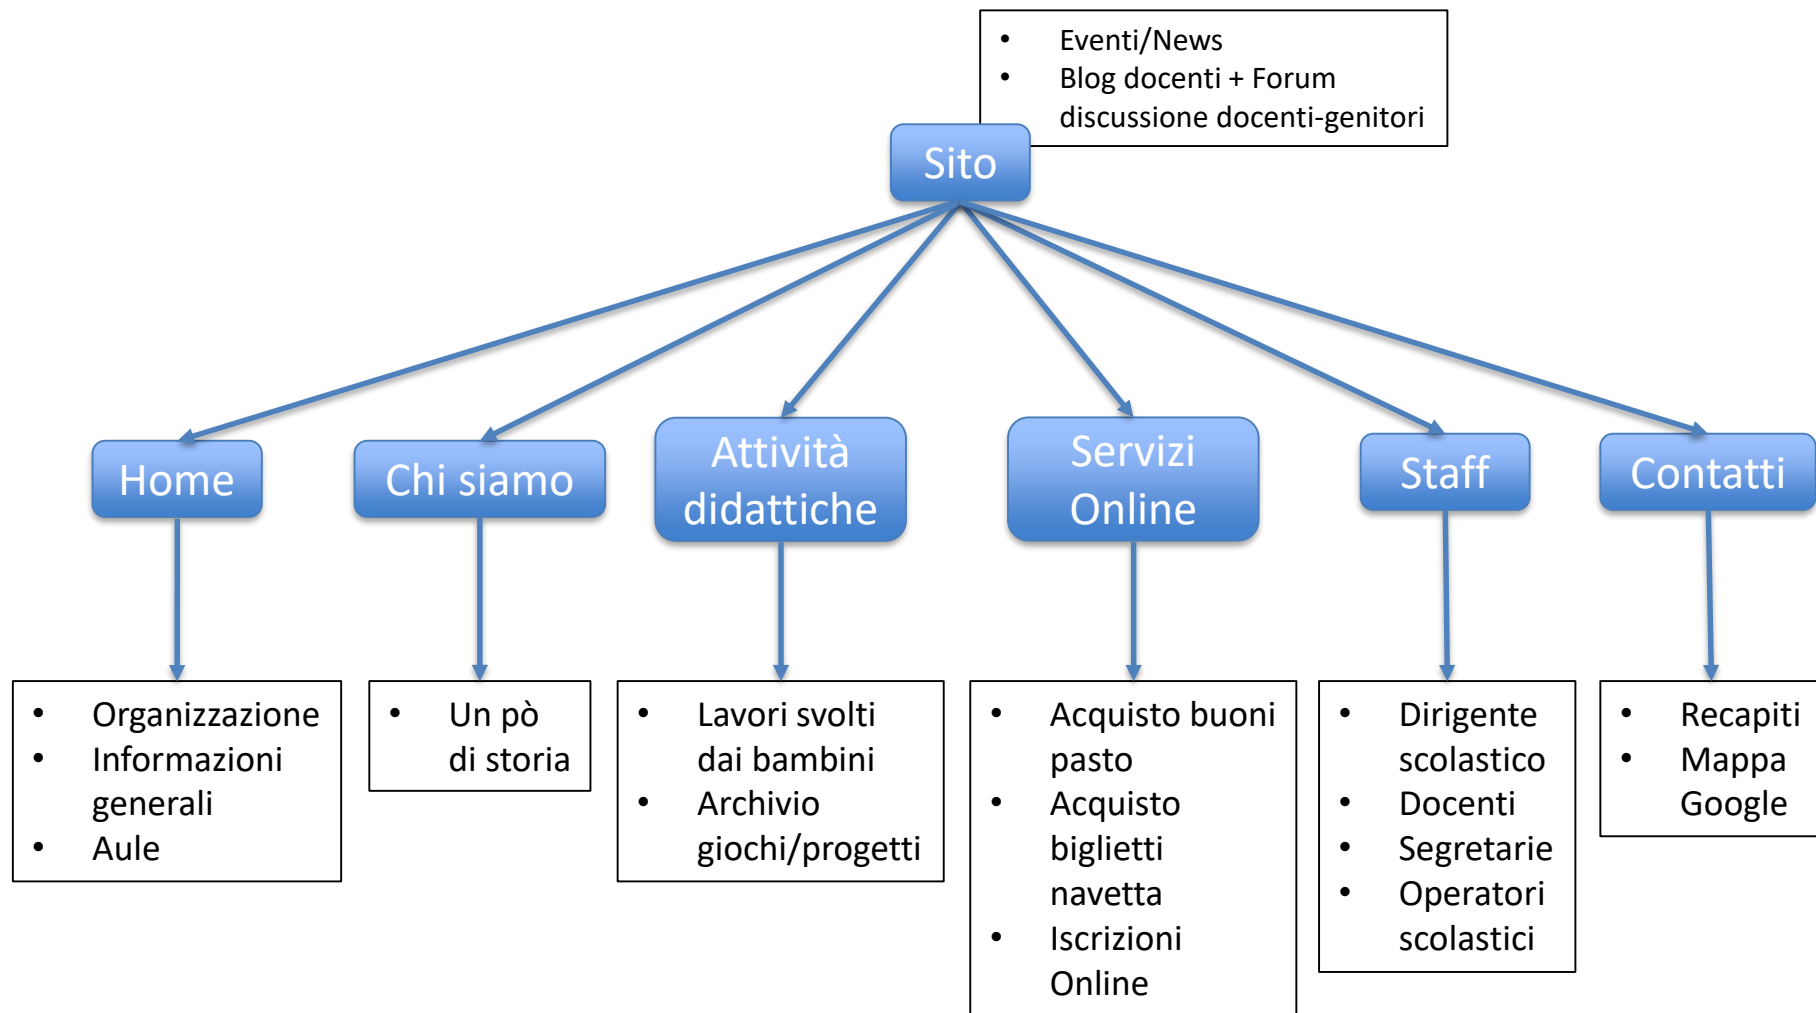 • Eventi/News
• Blog docenti + Forum
discussione docenti-genitori
Sito
Home
Chi siamo
Attività
didattiche
Servizi
Online
Staff
Contatti
• Organizzazione
• Informazioni
generali
• Aule
• Un pò
di storia
• Lavori svolti
dai bambini
• Archivio
giochi/progetti
• Acquisto buoni
pasto
• Acquisto
biglietti
navetta
• Iscrizioni
Online
• Dirigente
scolastico
• Docenti
• Segretarie
• Operatori
scolastici
• Recapiti
• Mappa
Google